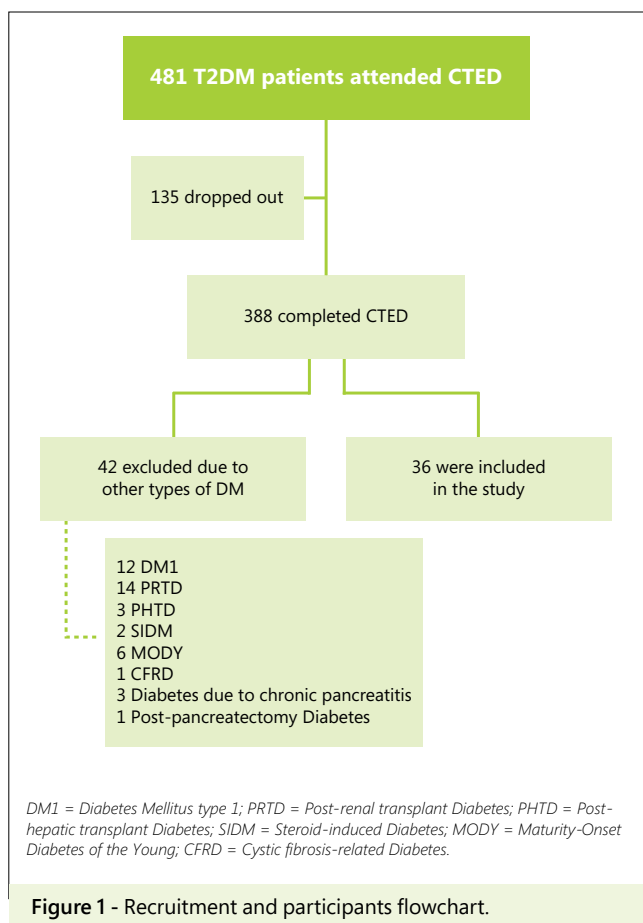 481 T2DM patients attended CTED
135 dropped out
388 completed CTED
42 excluded due to
other types of DM
36 were included
in the study
12 DM1
14 PRTD
3 PHTD
2 SIDM
6 MODY
1 CFRD
3 Diabetes due to chronic pancreatitis
1 Post-pancreatectomy Diabetes
DM1 = Diabetes Mellitus type 1; PRTD = Post-renal transplant Diabetes; PHTD = Post-
hepatic transplant Diabetes; SIDM = Steroid-induced Diabetes; MODY = Maturity-Onset
Diabetes of the Young; CFRD = Cystic fibrosis-related Diabetes.
Figure 1 - Recruitment and participants flowchart.